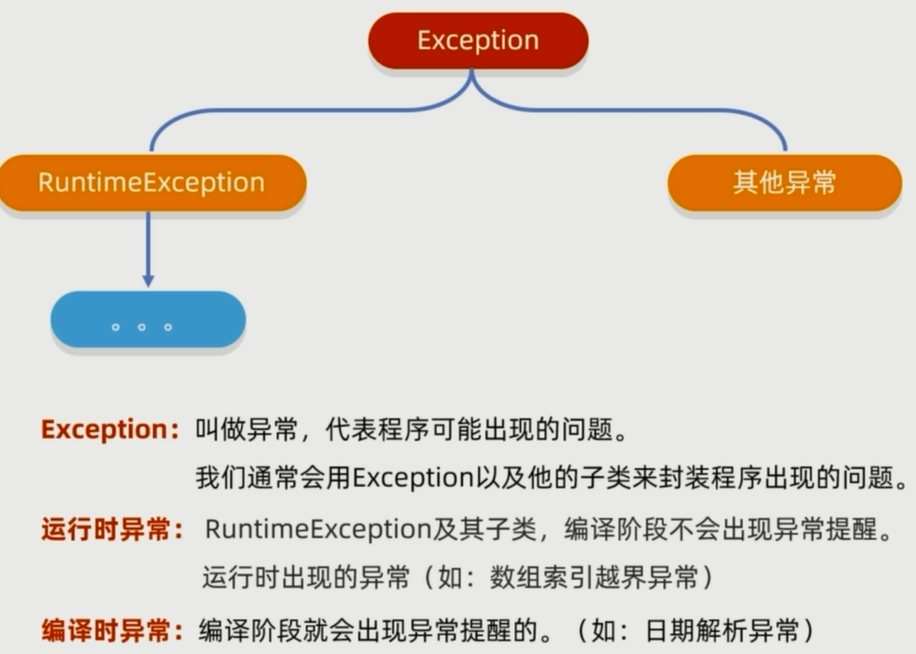 Exception
RuntimeException
其他异常
。。。
Exception：叫做异常，代表程序可能出现的问题。
我们通常会用Exception以及他的子类来封装程序出现的问题。
运行时异常： RuntimeException及其子类，编译阶段不会出现异常提醒。
运行时出现的异常（如：数组索引越界异常）
编译时异常：编译阶段就会出现异常提醒的。（如：日期解析异常）